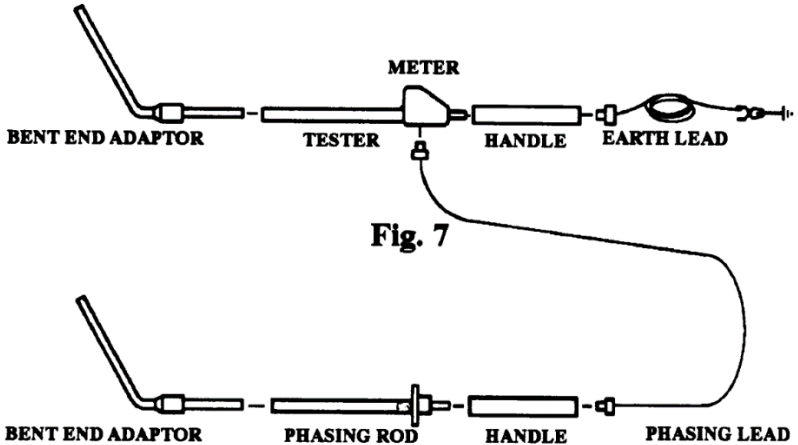 METER
BENT END ADAPTOR
TESTER
HANDLE
EARTH LEAD
Fig. 7
BENT END ADAPTOR
PHASING ROD
HANDLE
PHASING LEAD